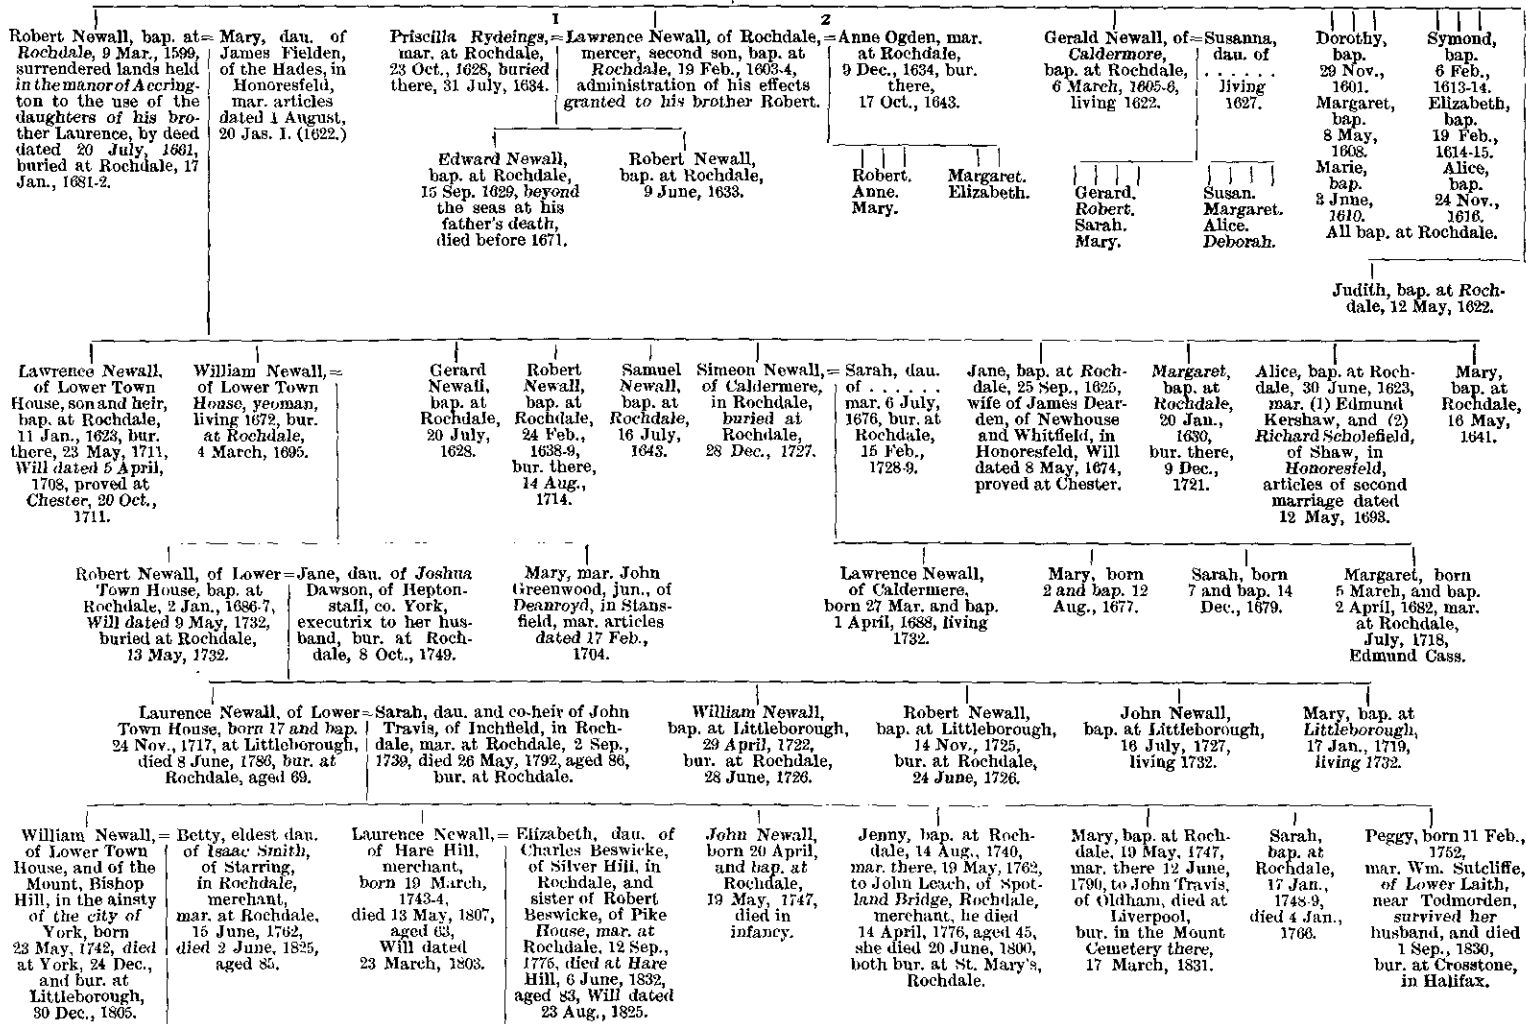 1
2
Robert Newall, bap. at=
Rochdale, 9 Mar., 1599,
surrendered lands held
in the manor of Accring-
ton to the use of the
daughters of his bro-
ther Laurence, by deed
dated 20 July, 1661,
buried at Rochdale, 17
Jan., 1681-2.
Mary, dau. of
James Fielden,
of the Hades, in
Honoresfeld,
mar. articles
dated 1 August,
20 Jas. I. (1622.)
Priscilla Rydeings,=
mar. at Rochdale,
23 Oct., 1628, buried
there, 31 July, 1634.
Lawrence Newall, of Rochdale,=
mercer, second son, bap. at
Rochdale, 19 Feb., 1603-4,
administration of his effects
granted to his brother Robert.
Anne Ogden, mar.
at Rochdale,
9 Dec., 1634, bur.
there,
17 Oct., 1643.
Gerald Newall, of=
Caldermore,
bap. at Rochdale,
6 March, 1605-6,
living 1622.
Susanna,
dau. of
. . . . . .
living
1627.
Dorothy,
bap.
29 Nov.,
1601.
Margaret,
bap.
8 May,
1608.
Marie,
bap.
3 Jnne,
1610.
Symond,
bap.
6 Feb.,
1613-14.
Elizabeth,
bap.
19 Feb.,
1614-15.
Alice,
bap.
24 Nov.,
1616.
All bap. at Rochdale.
Edward Newall,
bap. at Rochdale,
15 Sep. 1629, beyond
the seas at his
father's death,
died before 1671.
Robert Newall,
bap. at Rochdale,
9 June, 1633.
Robert.
Anne.
Mary.
Margaret.
Elizabeth.
Gerard.
Robert.
Sarah.
Mary.
Susan.
Margaret.
Alice.
Deborah.
Judith, bap. at Roch-
dale, 12 May, 1622.
Lawrence Newall,
of Lower Town
House, son and heir,
bap. at Rochdale,
11 Jan., 1623, bur.
there, 23 May, 1711,
Will dated 5 April,
1708, proved at
Chester, 20 Oct.,
1711.
William Newall,=
of Lower Town
House, yeoman,
living 1672, bur.
at Rochdale,
4 March, 1695.
Gerard
Newall,
bap. at
Rochdale,
20 July,
1628.
Robert
Newall,
bap. at
Rochdale,
24 Feb.,
1638-9,
bur. there,
14 Aug.,
1714.
Samuel
Newall,
bap. at
Rochdale,
16 July,
1643.
Simeon Newall,=
of Caldermere,
in Rochdale,
buried at
Rochdale,
28 Dec., 1727.
Sarah, dau.
of . . . . . .
mar. 6 July,
1676, bur. at
Rochdale,
15 Feb.,
1728-9.
Jane, bap. at Roch-
dale, 25 Sep., 1625,
wife of James Dear-
den, of Newhouse
and Whitfield, in
Honoresfeld, Will
dated 8 May, 1674,
proved at Chester.
Margaret,
bap. at
Rochdale,
20 Jan.,
1630,
bur. there,
9 Dec.,
1721.
Alice, bap. at Roch-
dale, 30 June, 1623,
mar. (1) Edmund
Kershaw, and (2)
Richard Scholefield,
of Shaw, in
Honoresfeld,
articles of second
marriage dated
12 May, 1693.
Mary,
bap. at
Rochdale,
16 May,
1641.
Robert Newall, of Lower=
Town House, bap. at
Rochdale, 2 Jan., 1686-7,
Will dated 9 May, 1732,
buried at Rochdale,
13 May, 1732.
Jane, dau. of Joshua
Dawson, of Hepton-
stall, co. York,
executrix to her hus-
band, bur. at Roch-
dale, 8 Oct., 1749.
Mary, mar. John
Greenwood, jun., of
Deanroyd, in Stans-
field, mar. articles
dated 17 Feb.,
1704.
Lawrence Newall,
of Caldermere,
born 27 Mar. and bap.
1 April, 1688, living
1732.
Mary, born
2 and bap. 12
Aug., 1677.
Sarah, born
7 and bap. 14
Dec., 1679.
Margaret, born
5 March, and bap.
2 April, 1682, mar.
at Rochdale,
July, 1718,
Edmund Cass.
Laurence Newall, of Lower=
Town House, born 17 and bap.
24 Nov., 1717, at Littleborough,
died 8 June, 1786, bur. at
Rochdale, aged 69.
Sarah, dau. and co-heir of John
Travis, of Inchfield, in Roch-
dale, mar. at Rochdale, 2 Sep.,
1739, died 26 May, 1792, aged 86,
bur. at Rochdale.
William Newall,
bap. at Littleborough,
29 April, 1722,
bur. at Rochdale,
28 June, 1726.
Robert Newall,
bap. at Littleborough,
14 Nov., 1725,
bur. at Rochdale,
24 June, 1726.
John Newall,
bap. at Littleborough,
16 July, 1727,
living 1732.
Mary, bap. at
Littleborough,
17 Jan., 1719,
living 1732.
William Newall,=
of Lower Town
House, and of the
Mount, Bishop
Hill, in the ainsty
of the city of
York, born
23 May, 1742, died
at York, 24 Dec.,
and bur. at
Littleborough,
30 Dec., 1805.
Betty, eldest dau.
of Isaac Smith,
of Starring,
in Rochdale,
merchant,
mar. at Rochdale,
15 June, 1762,
died 2 June, 1825,
aged 85.
Laurence Newall,=
of Hare Hill,
merchant,
born 19 March,
1743-4,
died 13 May, 1807,
aged 63,
Will dated
23 March, 1803.
Elizabeth, dau. of
Charles Beswicke,
of Silver Hill, in
Rochdale, and
sister of Robert
Beswicke, of Pike
House, mar. at
Rochdale, 12 Sep.,
1775, died at Hare
Hill, 6 June, 1832,
aged 83, Will dated
23 Aug., 1825.
John Newall,
born 20 April,
and bap. at
Rochdale,
19 May, 1747,
died in
infancy.
Jenny, bap. at Roch-
dale, 14 Aug., 1740,
mar. there, 19 May, 1762,
to John Leach, of Spot-
land Bridge, Rochdale,
merchant, he died
14 April, 1776, aged 45,
she died 20 June, 1800,
both bur. at St. Mary's,
Rochdale.
Mary, bap. at Roch-
dale, 19 May, 1747,
mar. there 12 June,
1790, to John Travis,
of Oldham, died at
Liverpool,
bur. in the Mount
Cemetery there,
17 March, 1831.
Sarah,
bap. at
Rochdale,
17 Jan.,
1748-9,
died 4 Jan.,
1766.
Peggy, born 11 Feb.,
1752,
mar. Wm. Sutcliffe,
of Lower Laith,
near Todmorden,
survived her
husband, and died
1 Sep., 1830,
bur. at Crosstone,
in Halifax.